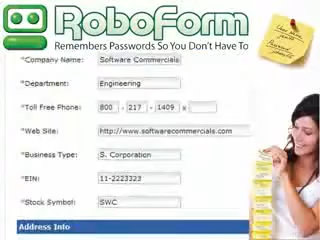 RoboForm
Remembers Passwords So You Don't Have To
*Company Name: Software Commercials
*Department: Engineering
*Toll Free Phone: 800 - 217 - 1409 x
*Web Site: http://www.softwarecommercials.com
*Business Type: S. Corporation
*EIN: 11-2223323
*Stock Symbol: SWC
Address Info